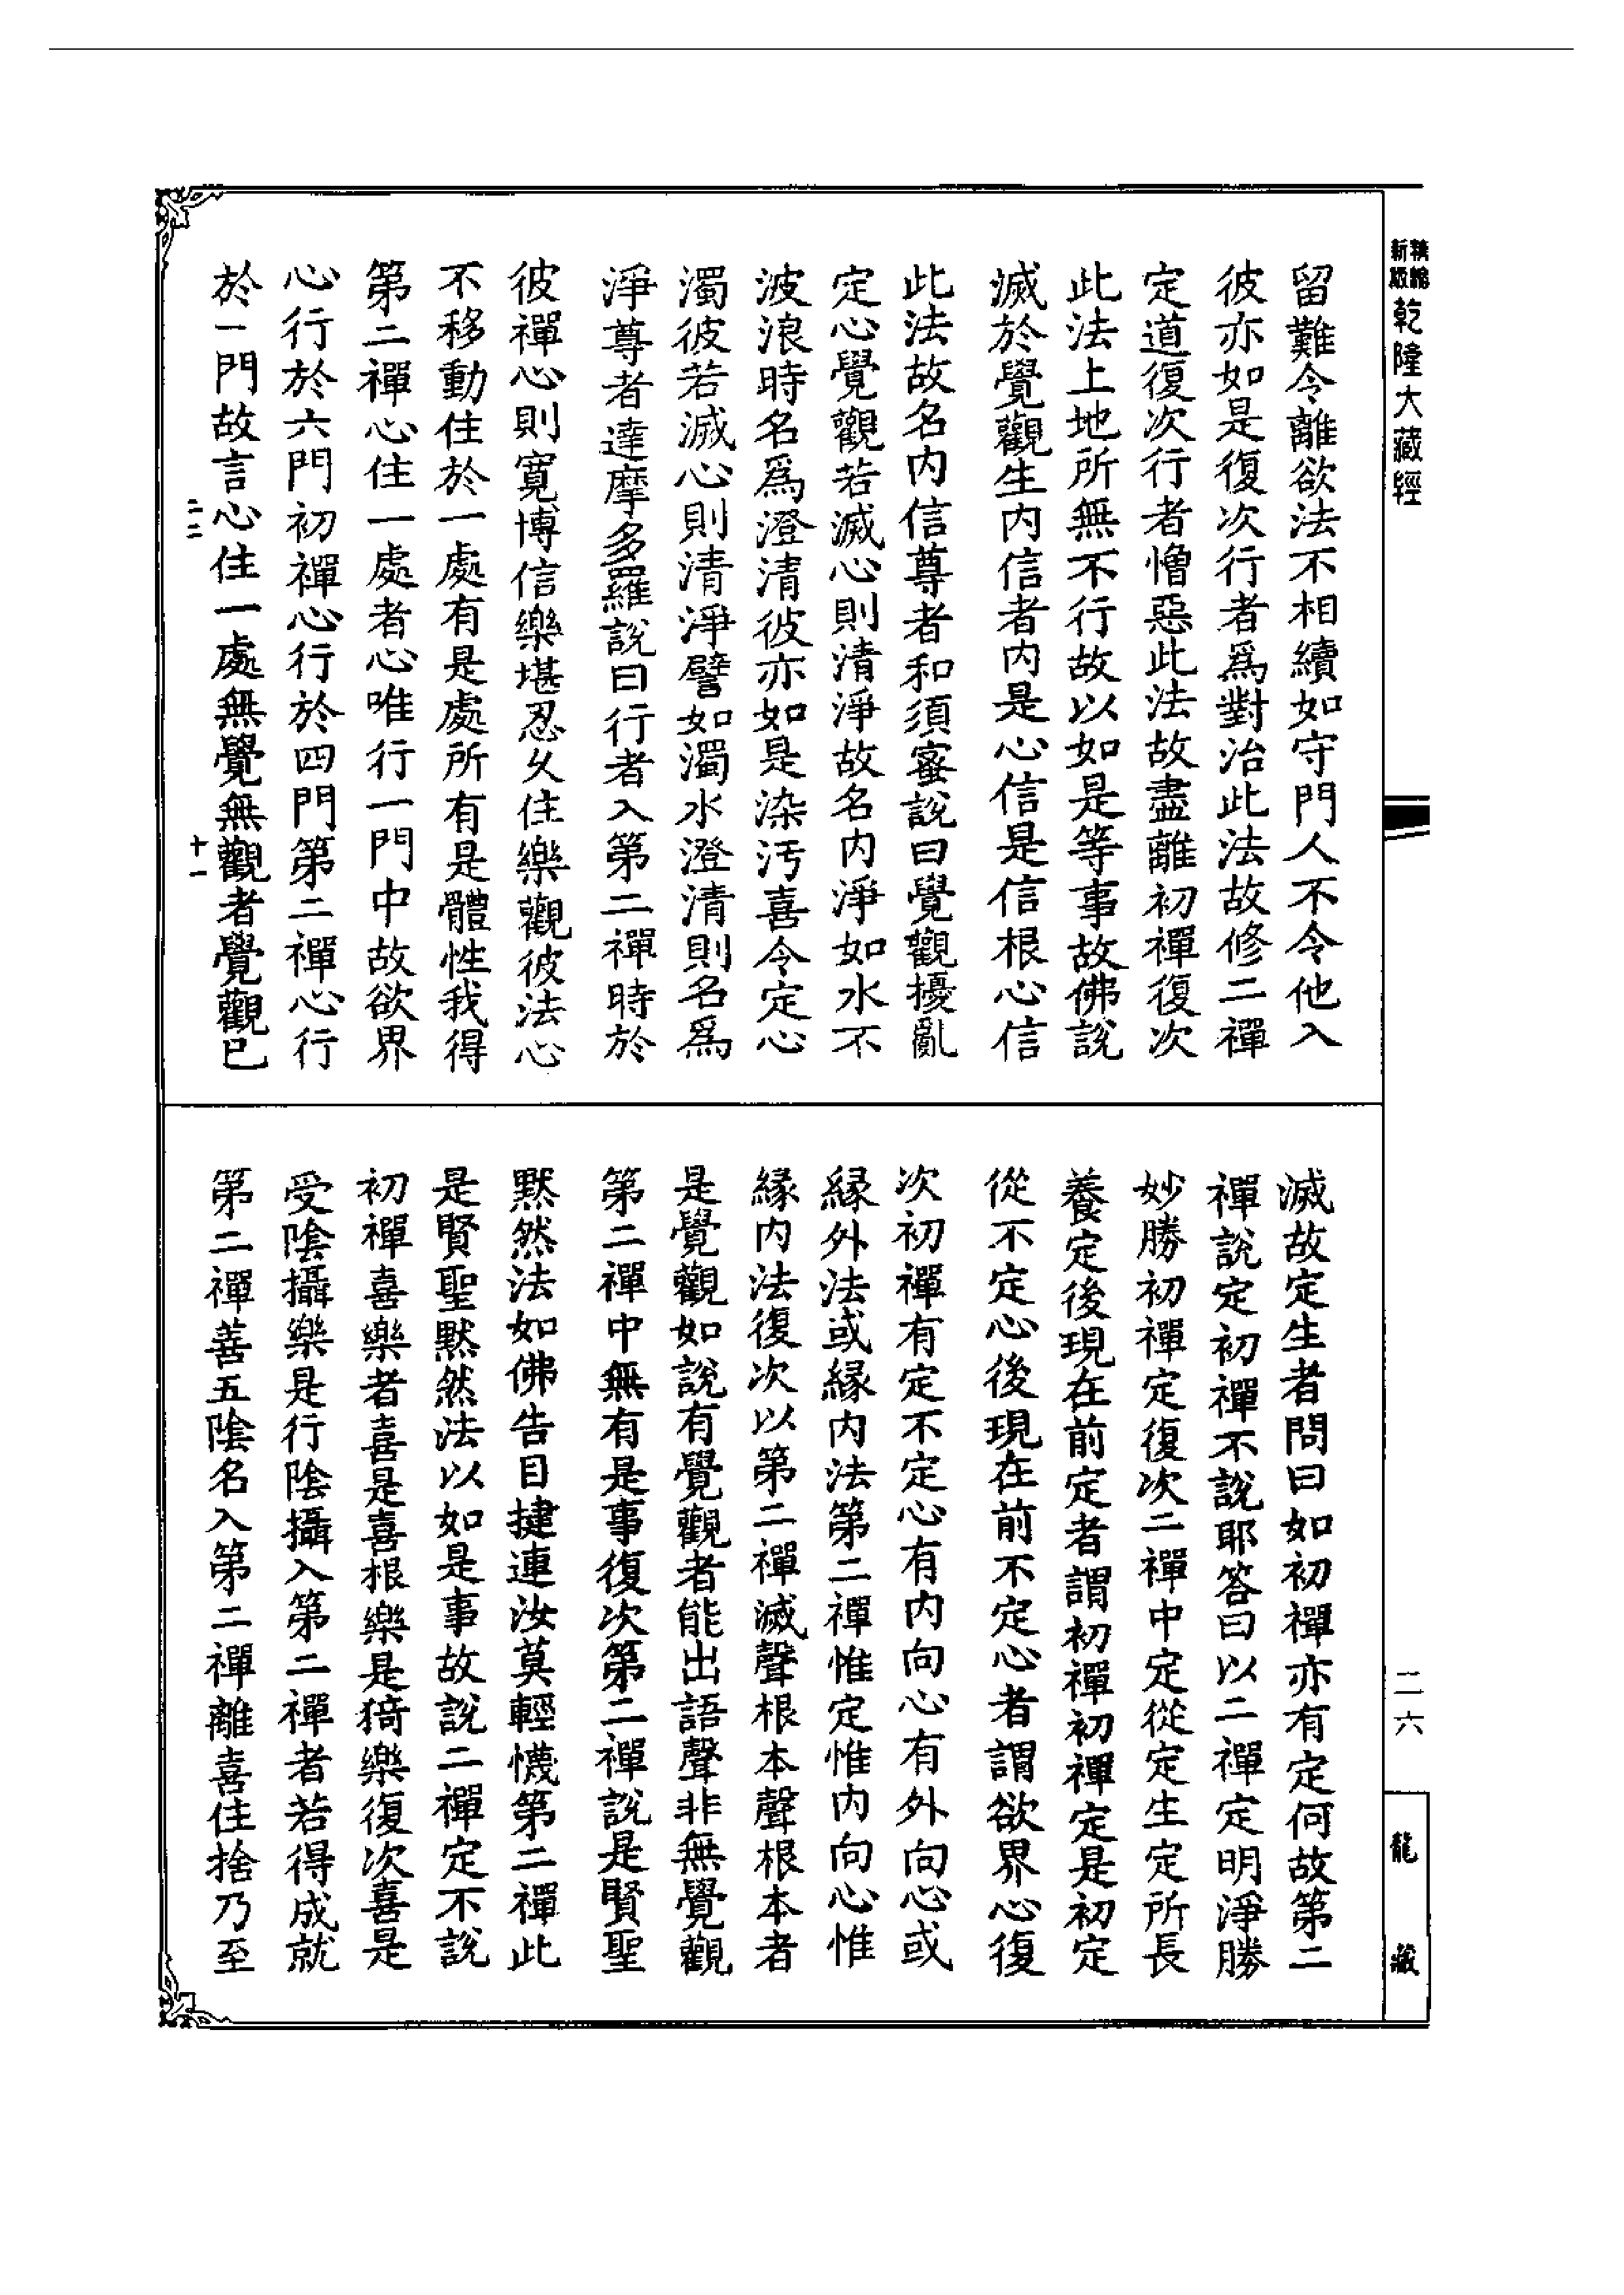 精縮新版乾隆大藏經
留難令離欲法不相續如守門人不令他入
彼亦如是復次行者爲對治此法故修二禪
定道復次行者憎惡此法故盡離初禪復次
此法上地所無不行故以如是等事故佛說
滅於覺觀生內信者內是心信是信根心信
此法故名內信尊者和須蜜說曰覺觀擾亂
定心覺觀若滅心則清淨故名內淨如水不
波浪時名爲澄清彼亦如是染汚喜令定心
濁彼若滅心則清淨譬如濁水澄清則名爲
淨尊者達摩多羅說曰行者入第二禪時於
彼禪心則寬博信樂堪忍久住樂觀彼法心
不移動住於一處有是處所有是體性我得
第二禪心住一處者心唯行一門中故欲界
心行於六門初禪心行於四門第二禪心行
於一門故言心住一處無覺無觀者覺觀已
二二 十一
滅故定生者問曰如初禪亦有定何故第二
禪說定初禪不說耶答曰以二禪定明淨勝
妙勝初禪定復次二禪中定從定生定所長
養定後現在前定者謂初禪初禪定是初定
從不定心後現在前不定心者謂欲界心復
次初禪有定不定心有內向心有外向心或
緣外法或緣內法第二禪惟定惟內向心惟
緣內法復次以第二禪滅聲根本聲根本者
是覺觀如說有覺觀者能出語聲非無覺觀
第二禪中無有是事復次第二禪說是賢聖
默然法如佛告目揵連汝莫輕懱第二禪此
是賢聖默然法以如是事故說二禪定不說
初禪喜樂者喜是喜根樂是猗樂復次喜是
受陰攝樂是行陰攝入第二禪者若得成就
第二禪善五陰名入第二禪離喜住捨乃至
二六
龍藏